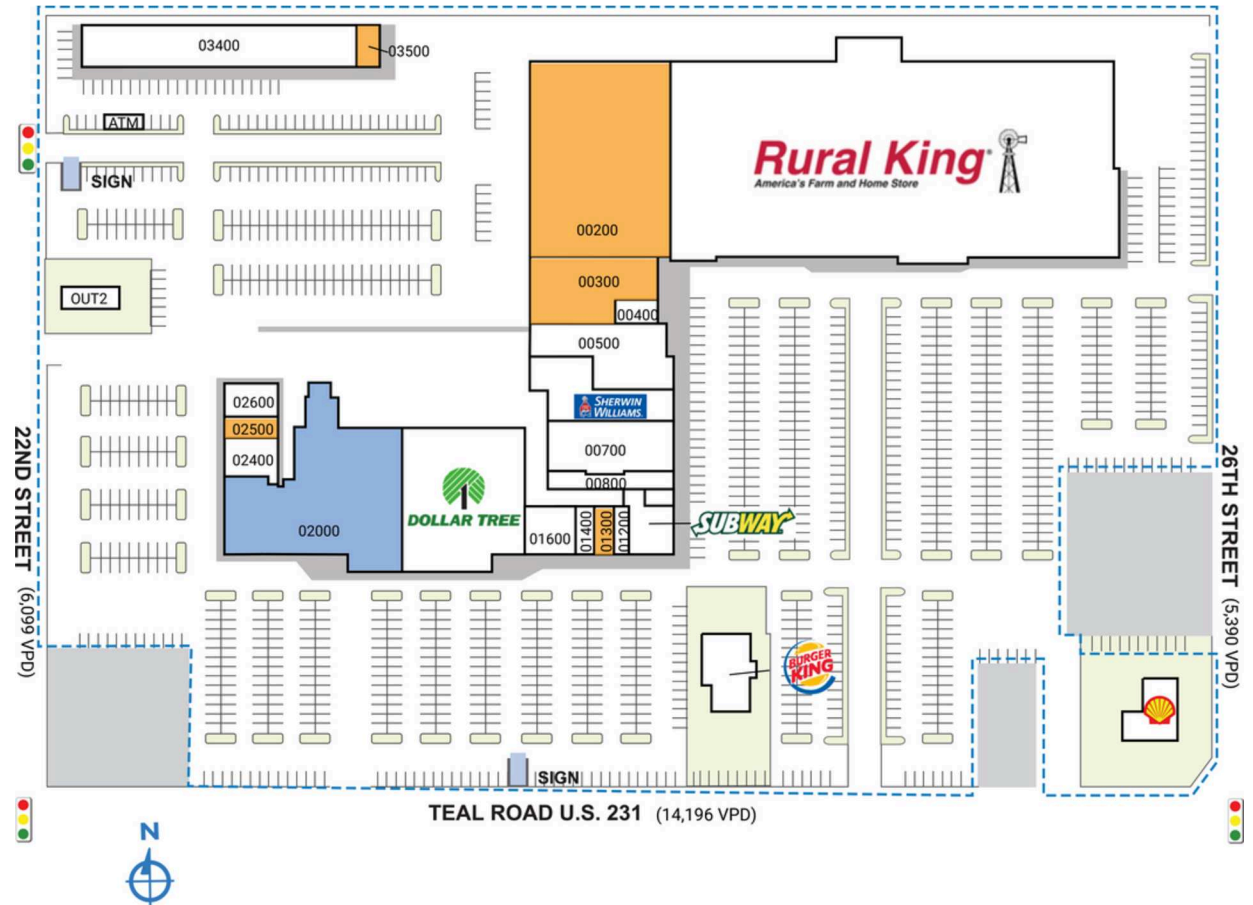 03400
03500
ATM
SIGN
Rural King
America's Farm and Home Store
00200
00300
OUT2
00400
00500
02600
SHERWIN
WILLIAMS.
02500
02400
00700
00800
DOLLAR TREE
02000
01600
01400
01300
01200
SUBWAY
22ND STREET (6,099 VPD)
26TH STREET (5,390 VPD)
BURGER
KING
SIGN
TEAL ROAD U.S. 231 (14,196 VPD)
N